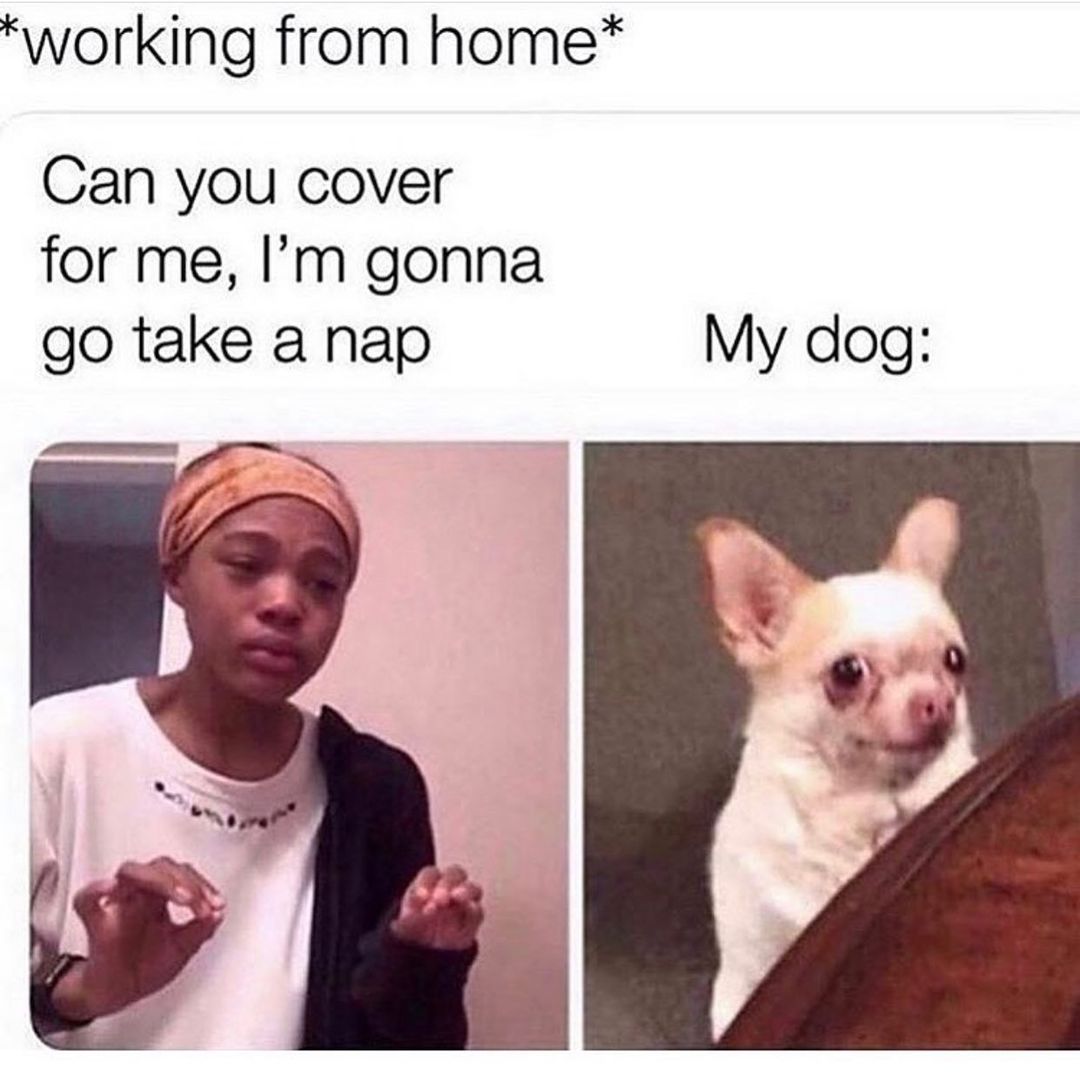 *working from home*
Can you cover
for me, I’m gonna
go take a nap
My dog: